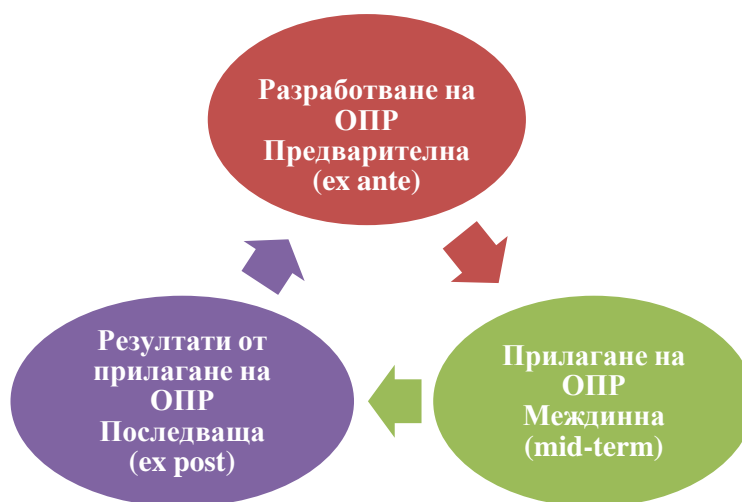 Разработване на
ОПР
Предварителна
(ex ante)
Прилагане на
ОПР
Междинна
(mid-term)
Резултати от
прилагане на
ОПР
Последваща
(ex post)